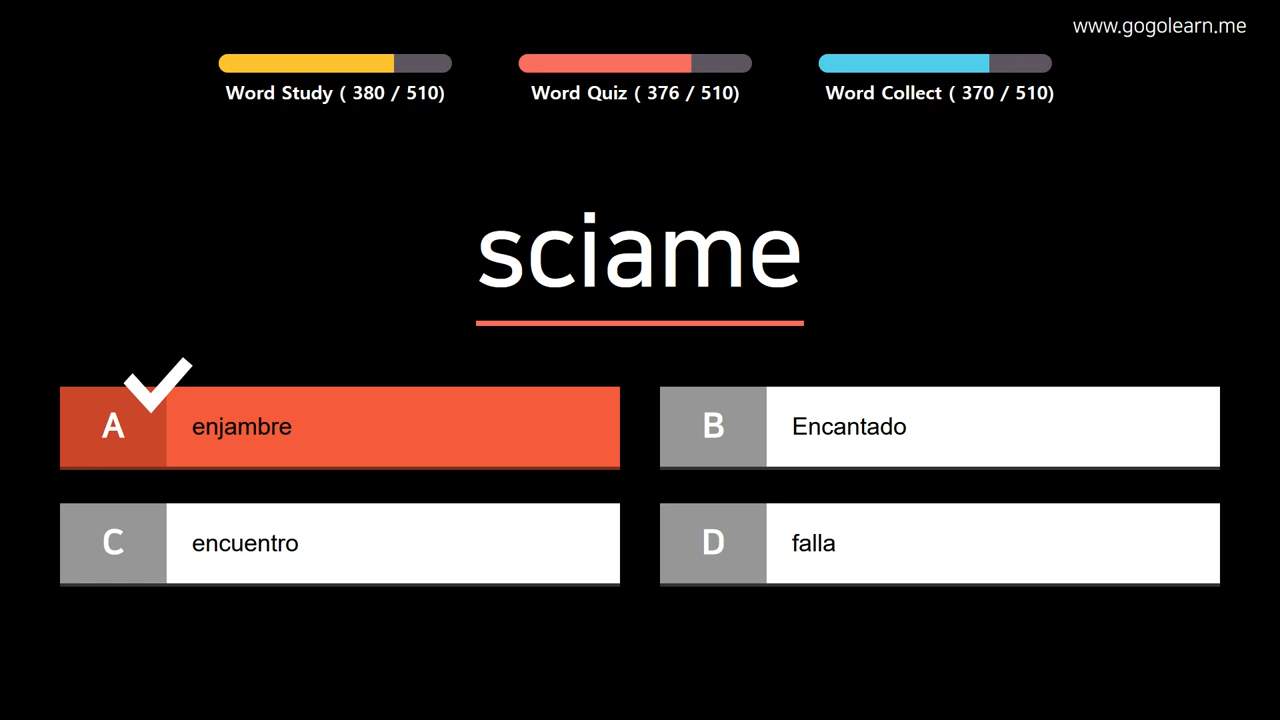 www.gogolearn.me
Word Study ( 380 / 510)
Word Quiz ( 376 / 510)
Word Collect ( 370 / 510)
sciame
A enjambre
B Encantado
C encuentro
D falla